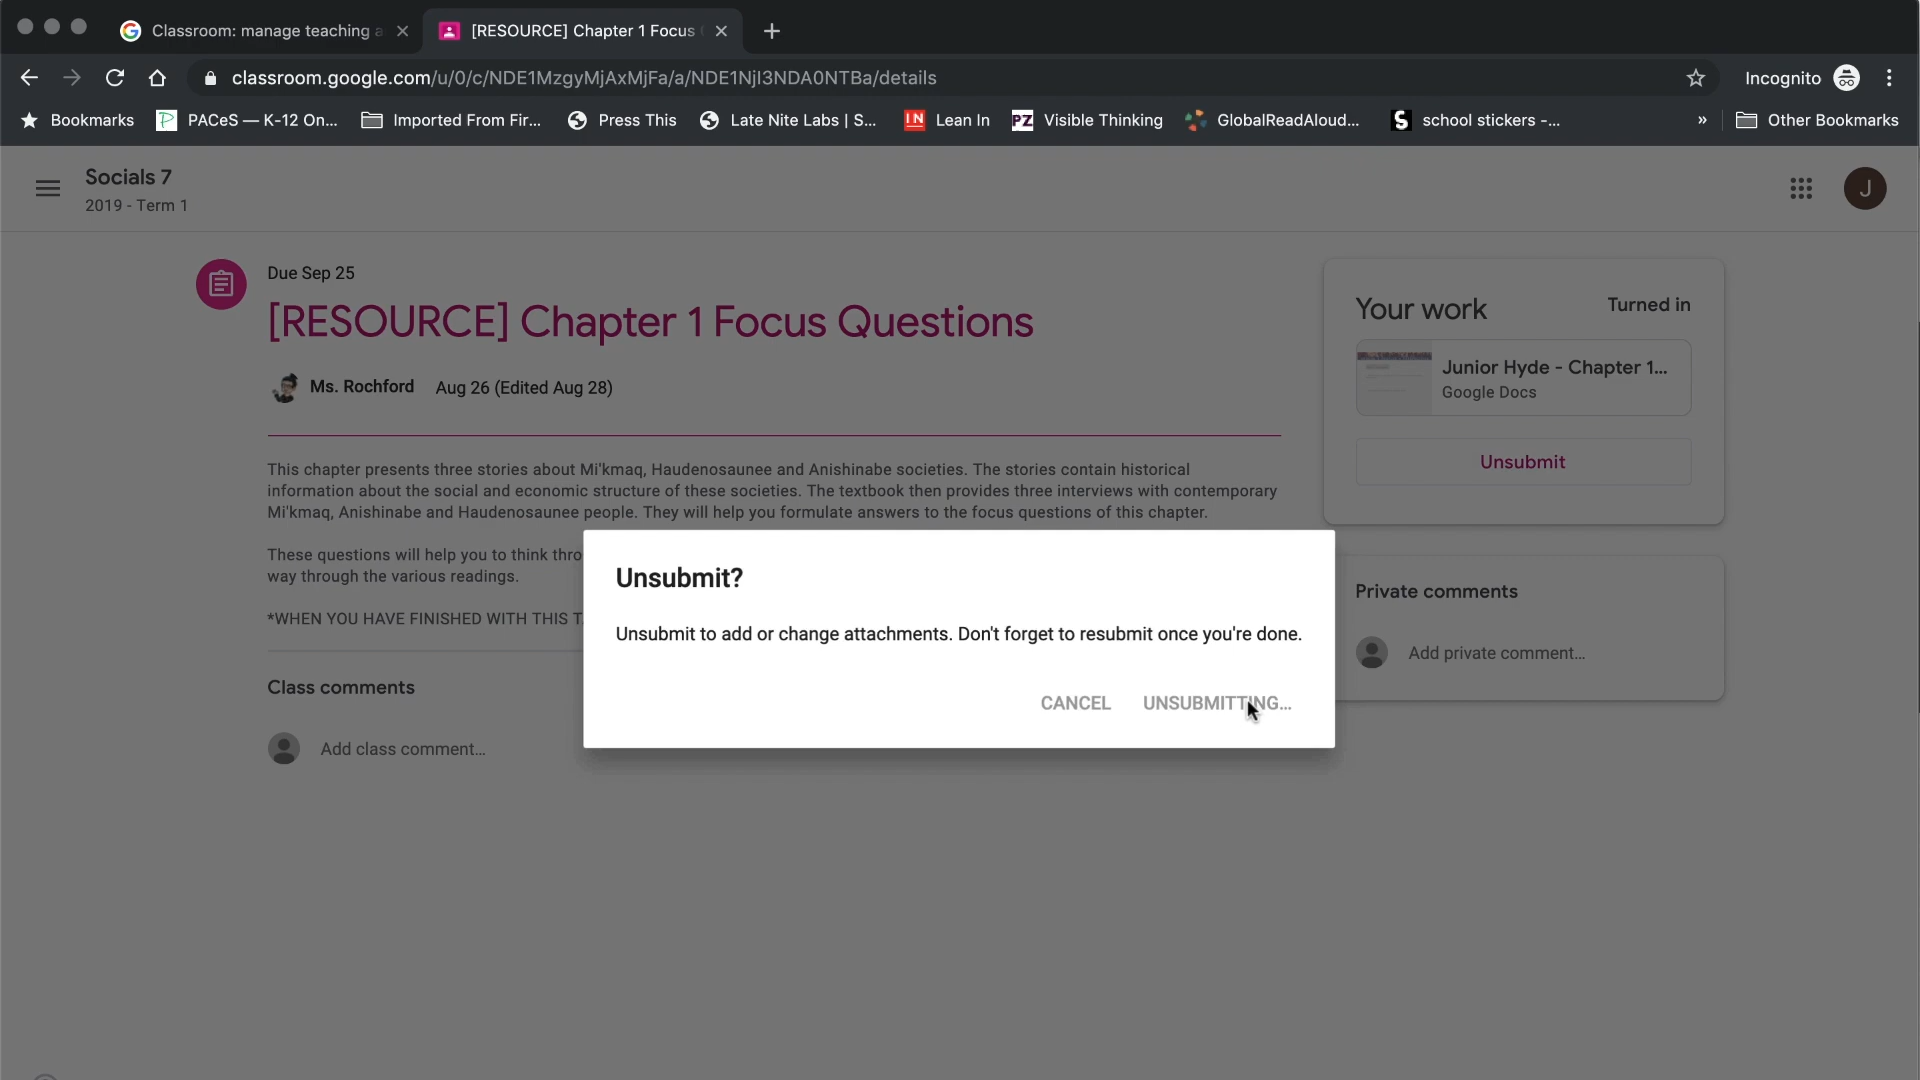 Classroom: manage teaching a
[RESOURCE] Chapter 1 Focus
classroom.google.com/u/0/c/NDE1MzgyMjAxMjFa/a/NDE1NjI3NDA0NTBa/details
Incognito
Bookmarks
PACeS — K-12 On...
Imported From Fir...
Press This
Late Nite Labs | S...
IN
Lean In
PZ
Visible Thinking
GlobalReadAloud...
S
school stickers -...
»
Other Bookmarks
Socials 7
2019 - Term 1
J
Due Sep 25
[RESOURCE] Chapter 1 Focus Questions
Ms. Rochford Aug 26 (Edited Aug 28)
This chapter presents three stories about Mi'kmaq, Haudenosaunee and Anishinabe societies. The stories contain historical
information about the social and economic structure of these societies. The textbook then provides three interviews with contemporary
Mi'kmaq, Anishinabe and Haudenosaunee people. They will help you formulate answers to the focus questions of this chapter.
These questions will help you to think thro
way through the various readings.
*WHEN YOU HAVE FINISHED WITH THIS T
Class comments
Add class comment...
Your work
Turned in
Junior Hyde - Chapter 1...
Google Docs
Unsubmit
Private comments
Add private comment...
Unsubmit?
Unsubmit to add or change attachments. Don't forget to resubmit once you're done.
CANCEL UNSUBMITTING...